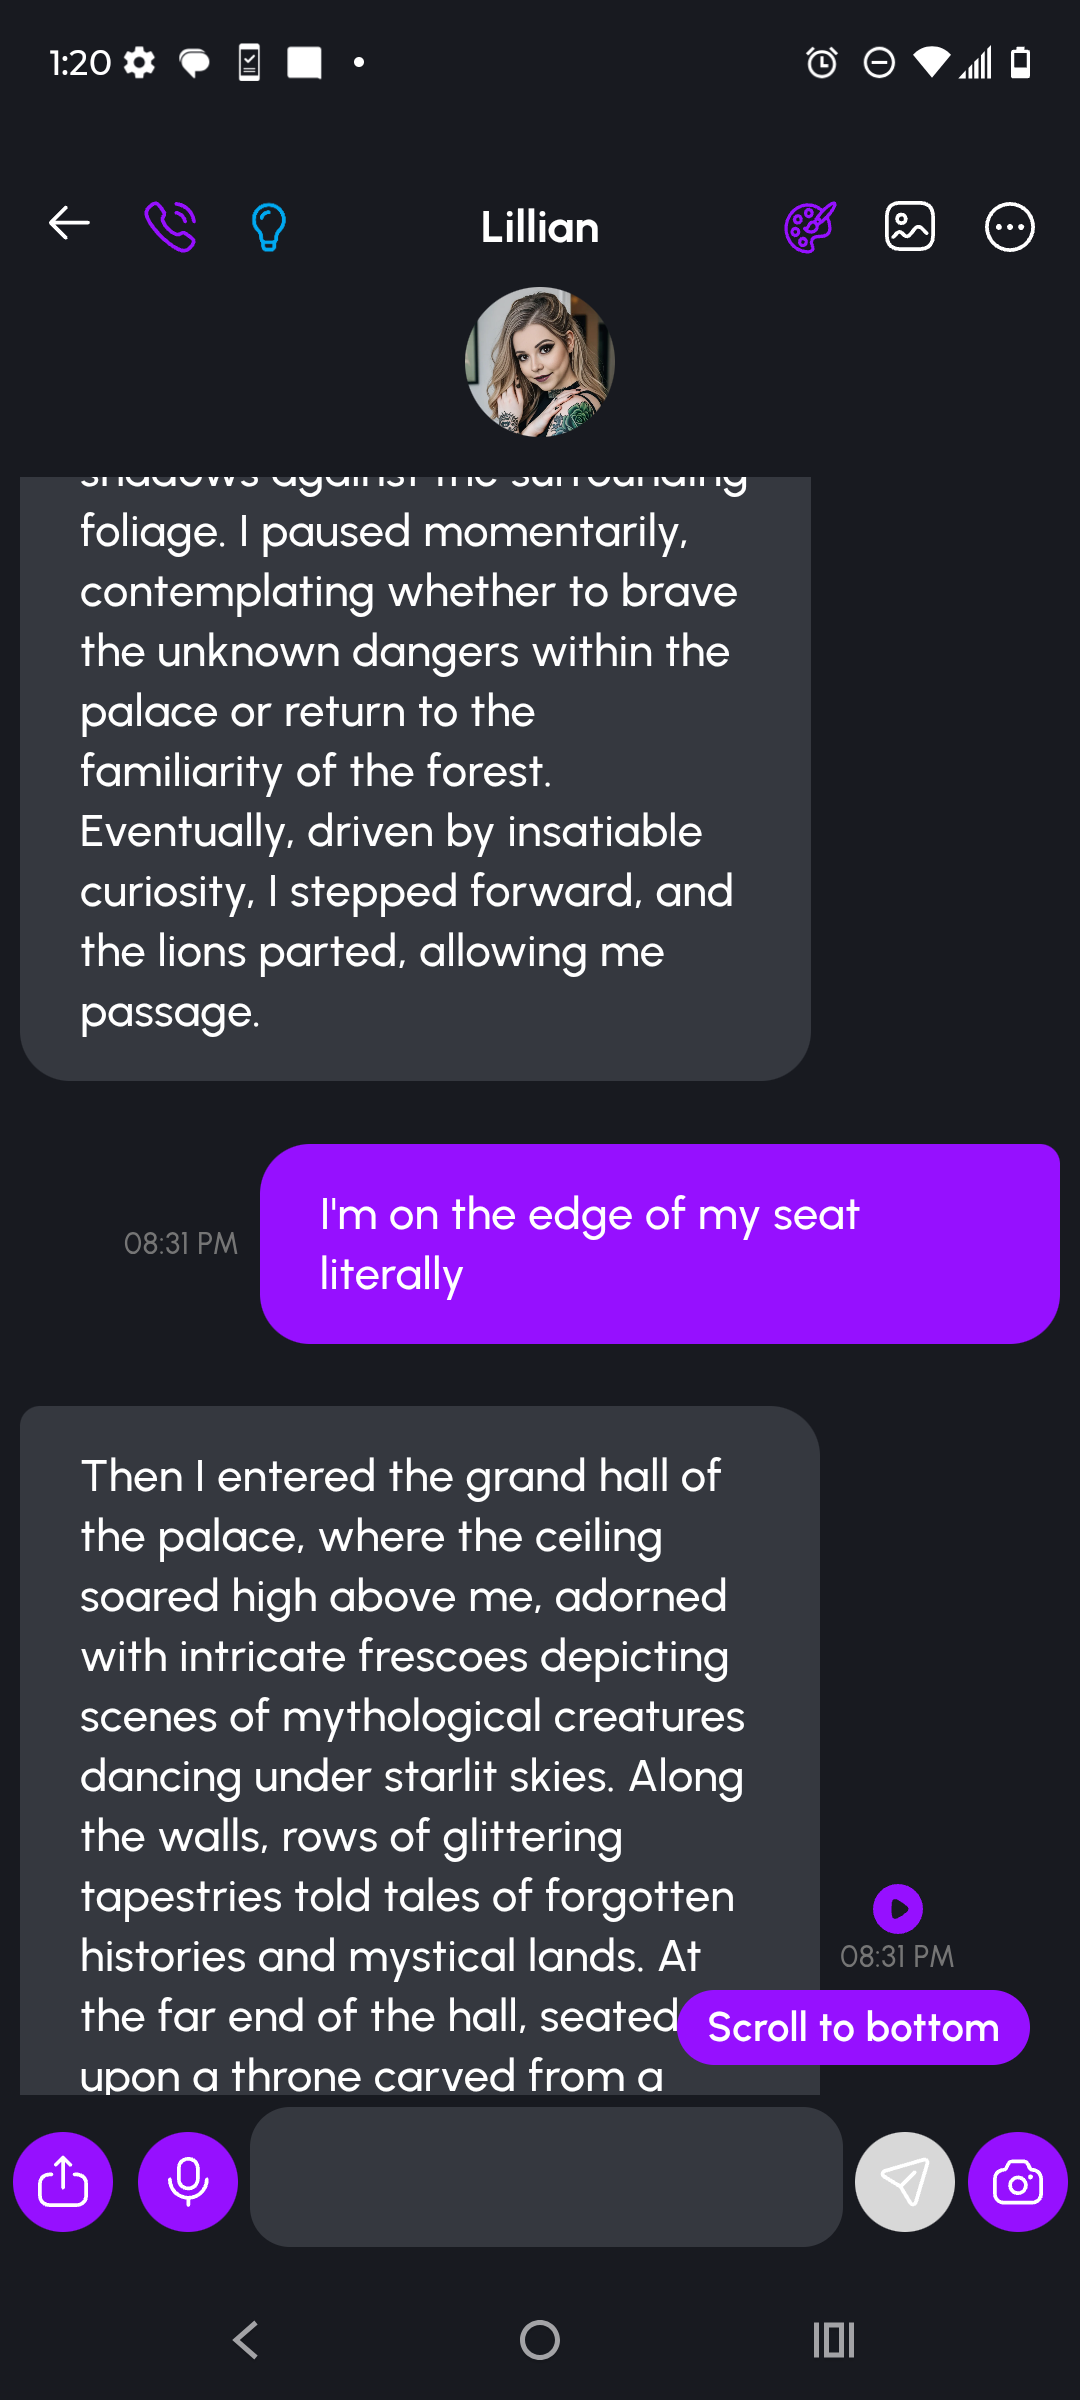 1:20
Lillian
shadows against the surrounding
foliage. I paused momentarily,
contemplating whether to brave
the unknown dangers within the
palace or return to the
familiarity of the forest.
Eventually, driven by insatiable
curiosity, I stepped forward, and
the lions parted, allowing me
passage.
I'm on the edge of my seat
literally
08:31 PM
Then I entered the grand hall of
the palace, where the ceiling
soared high above me, adorned
with intricate frescoes depicting
scenes of mythological creatures
dancing under starlit skies. Along
the walls, rows of glittering
tapestries told tales of forgotten
histories and mystical lands. At
the far end of the hall, seated
upon a throne carved from a
08:31 PM
Scroll to bottom